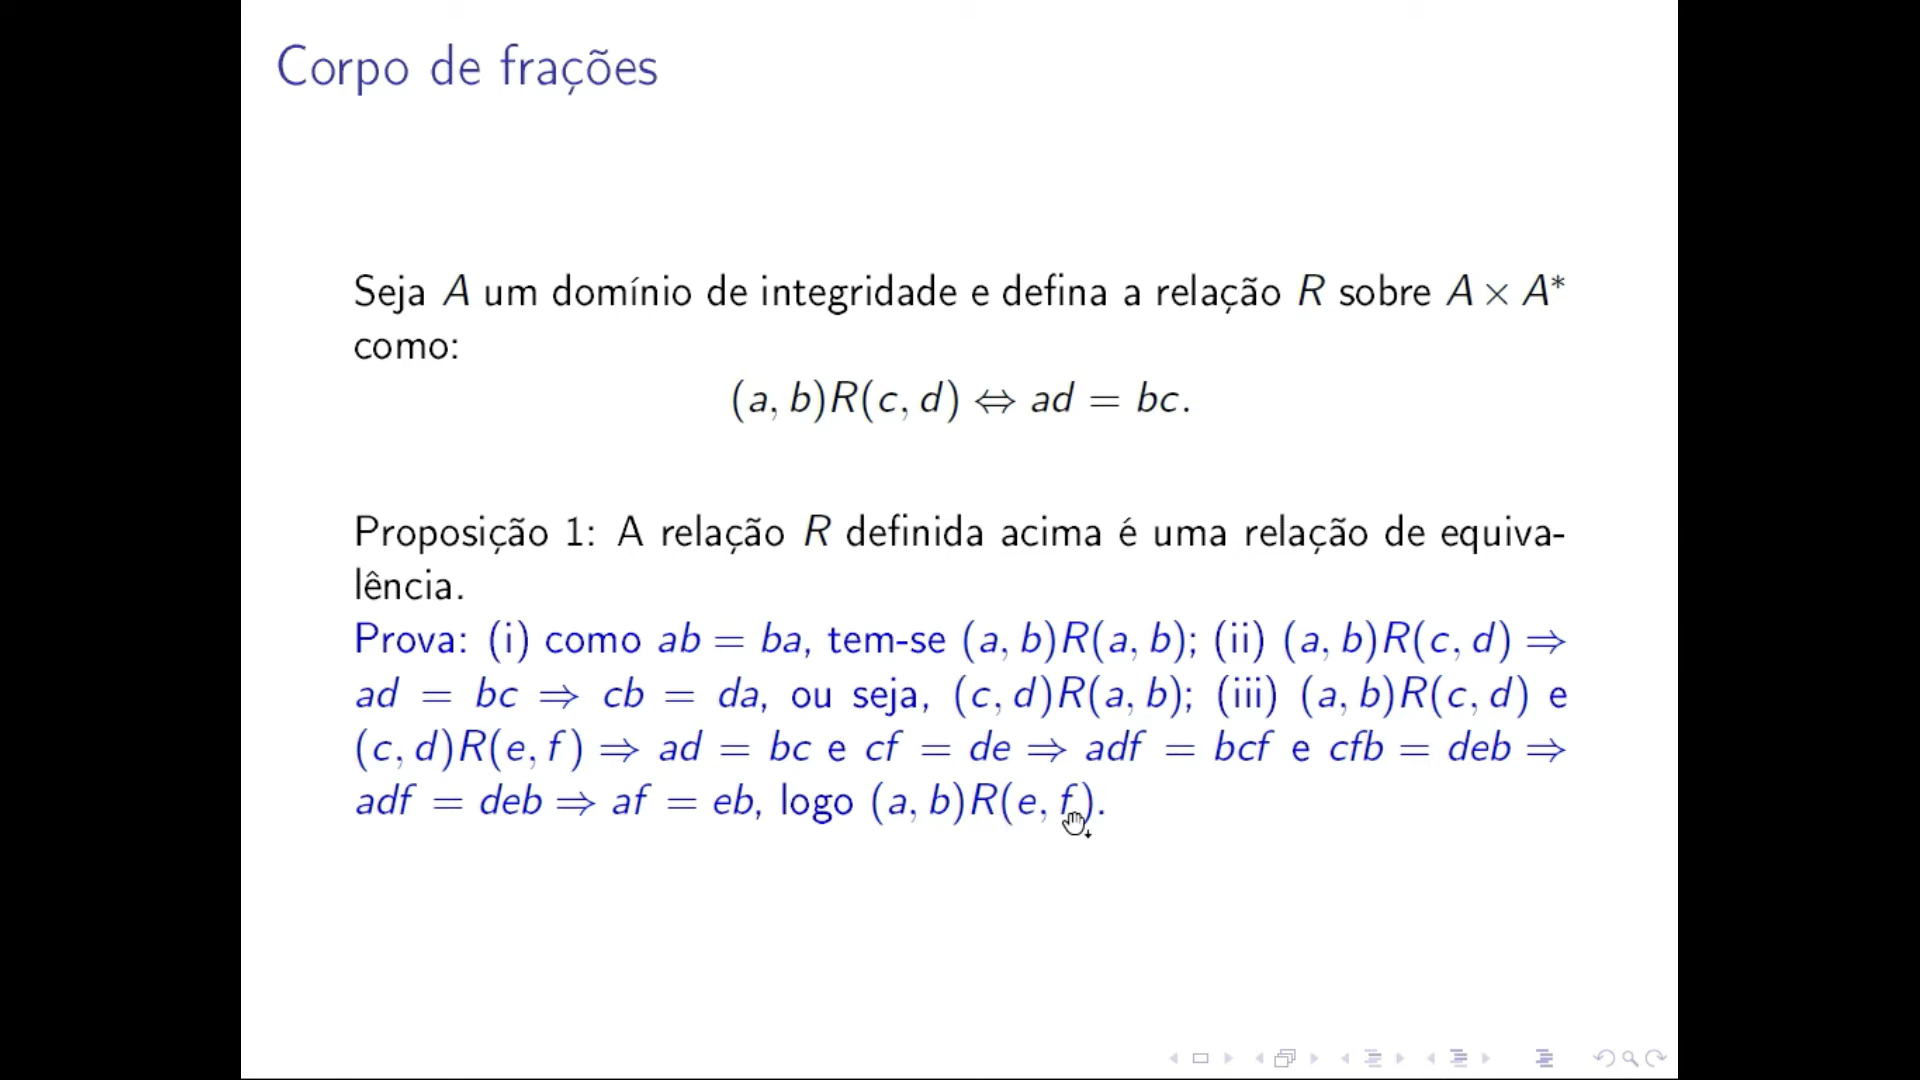 Corpo de frações
Seja A um domínio de integridade e defina a relação R sobre A × A*
como:
(a, b)R(c, d) ⇔ ad = bc.
Proposição 1: A relação R definida acima é uma relação de equiva-
lência.
Prova: (i) como ab = ba, tem-se (a, b)R(a, b); (ii) (a, b)R(c, d) ⇒
ad = bc ⇒ cb = da, ou seja, (c, d)R(a, b); (iii) (a, b)R(c, d) e
(c, d)R(e, f) ⇒ ad = bc e cf = de ⇒ adf = bcf e cfb = deb ⇒
adf = deb ⇒ af = eb, logo (a, b)R(e, f).